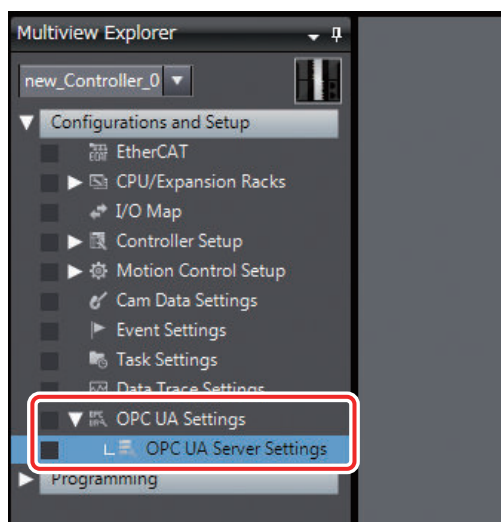 Multiview Explorer
new_Controller_0
Configurations and Setup
EtherCAT
CPU/Expansion Racks
I/O Map
Controller Setup
Motion Control Setup
Cam Data Settings
Event Settings
Task Settings
Data Trace Settings
OPC UA Settings
OPC UA Server Settings
Programming